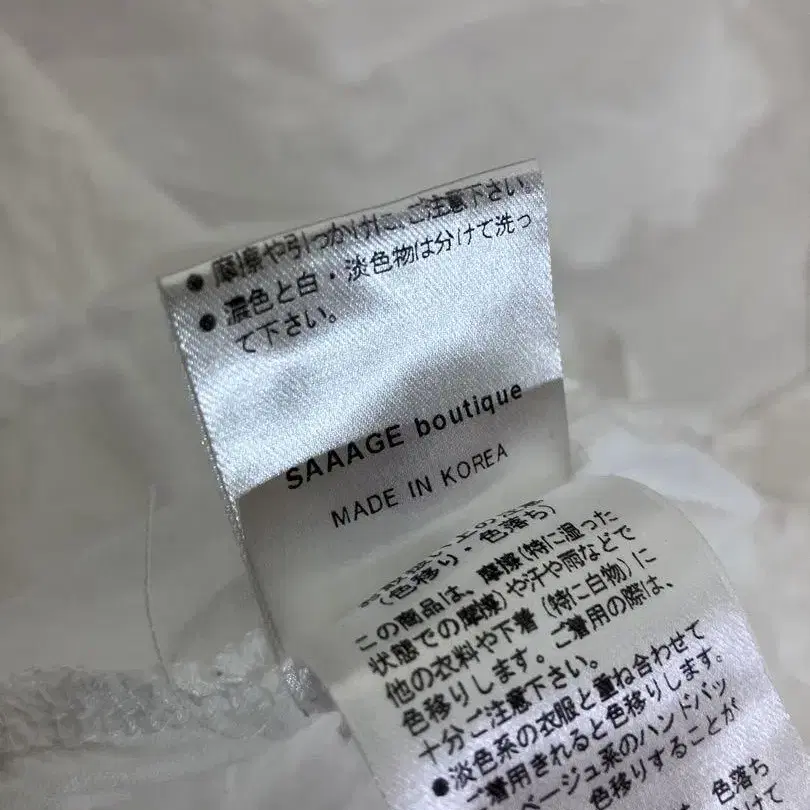 ● 摩擦や引っかけに、ご注意下さい。
● 濃色と白・淡色物は分けて洗っ
て下さい。
SAAAGE boutique
MADE IN KOREA
(色移り・色落ち)
この商品は、摩擦(特に湿った
状態での摩擦)や汗や雨などで
他の衣料や下着(特に白物)に
色移りします。ご着用の際は、
十分ご注意下さい。
●淡色系の衣服と重ね合わせて
ご着用されると色移りします。
ベージュ系のハンドバッ
色移りすることが
色落ち